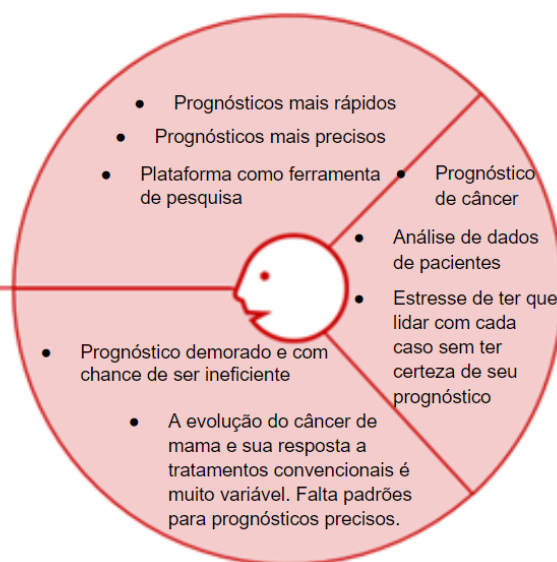 ● Prognósticos mais rápidos
● Prognósticos mais precisos
● Plataforma como ferramenta
de pesquisa
● Prognóstico
de câncer
● Análise de dados
de pacientes
● Estresse de ter que
lidar com cada
caso sem ter
certeza de seu
prognóstico
● Prognóstico demorado e com
chance de ser ineficiente
● A evolução do câncer de
mama e sua resposta a
tratamentos convencionais é
muito variável. Falta padrões
para prognósticos precisos.